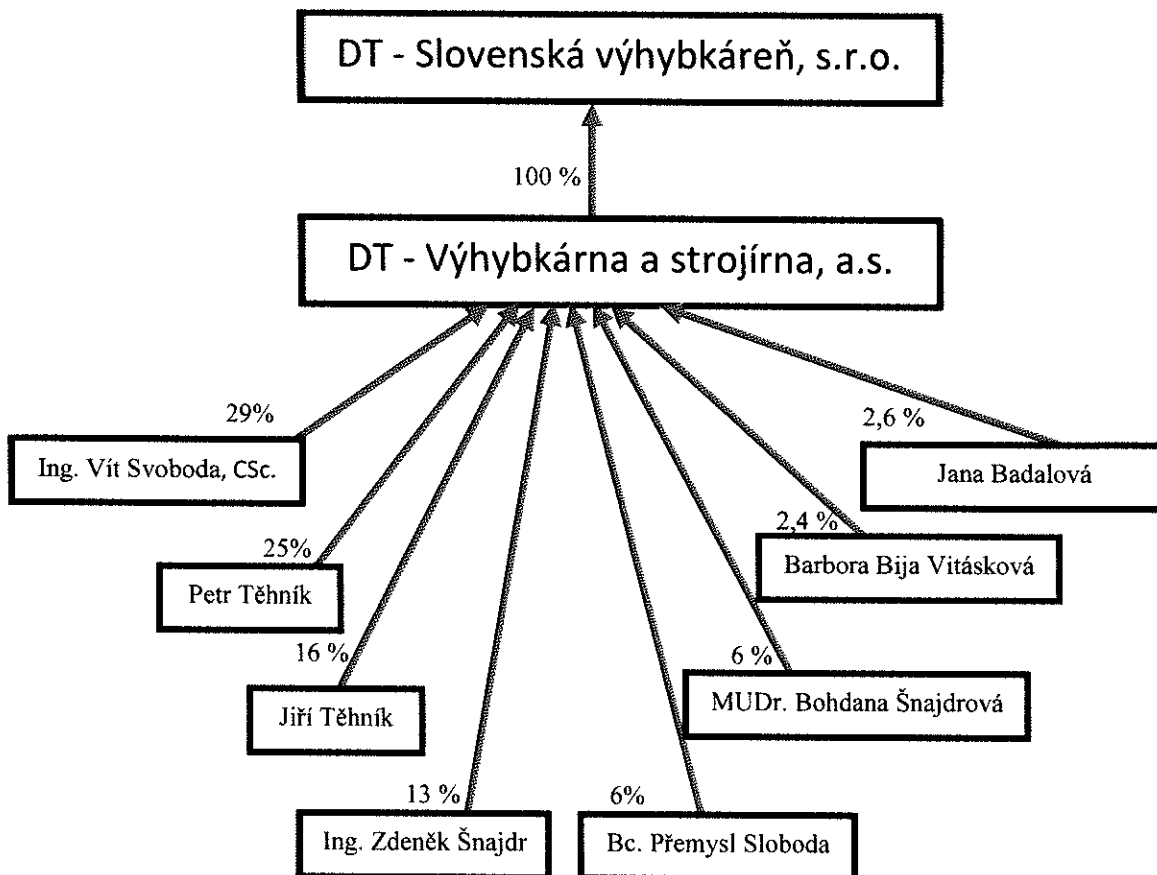 DT - Slovenská výhybkáreň, s.r.o.
100 %
DT - Výhybkárna a strojírna, a.s.
29%
Ing. Vít Svoboda, CSc.
2,6 %
Jana Badalová
25%
Petr Těhník
2,4 %
Barbora Bija Vitásková
16 %
Jiří Těhník
6 %
MUDr. Bohdana Šnajdrová
13 %
Ing. Zdeněk Šnajdr
6%
Bc. Přemysl Sloboda